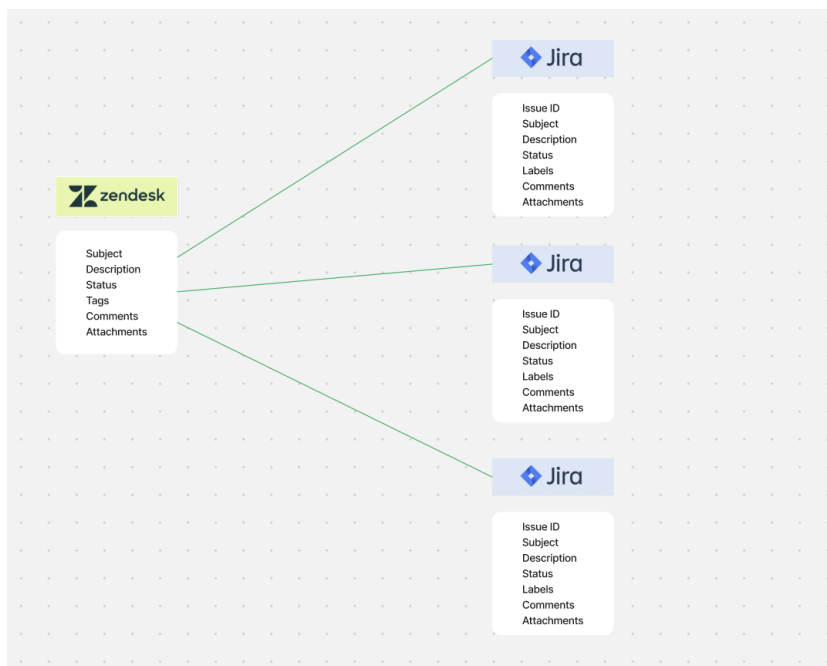 zendesk
Subject
Description
Status
Tags
Comments
Attachments
Jira
Issue ID
Subject
Description
Status
Labels
Comments
Attachments
Jira
Issue ID
Subject
Description
Status
Labels
Comments
Attachments
Jira
Issue ID
Subject
Description
Status
Labels
Comments
Attachments